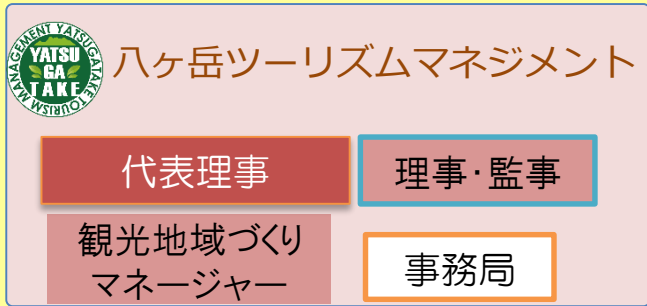 YATSUGATAKE TOURISM MANAGEMENT
YATSU
GA
TAKE
八ヶ岳ツーリズムマネジメント
代表理事
理事・監事
観光地域づくり
マネージャー
事務局